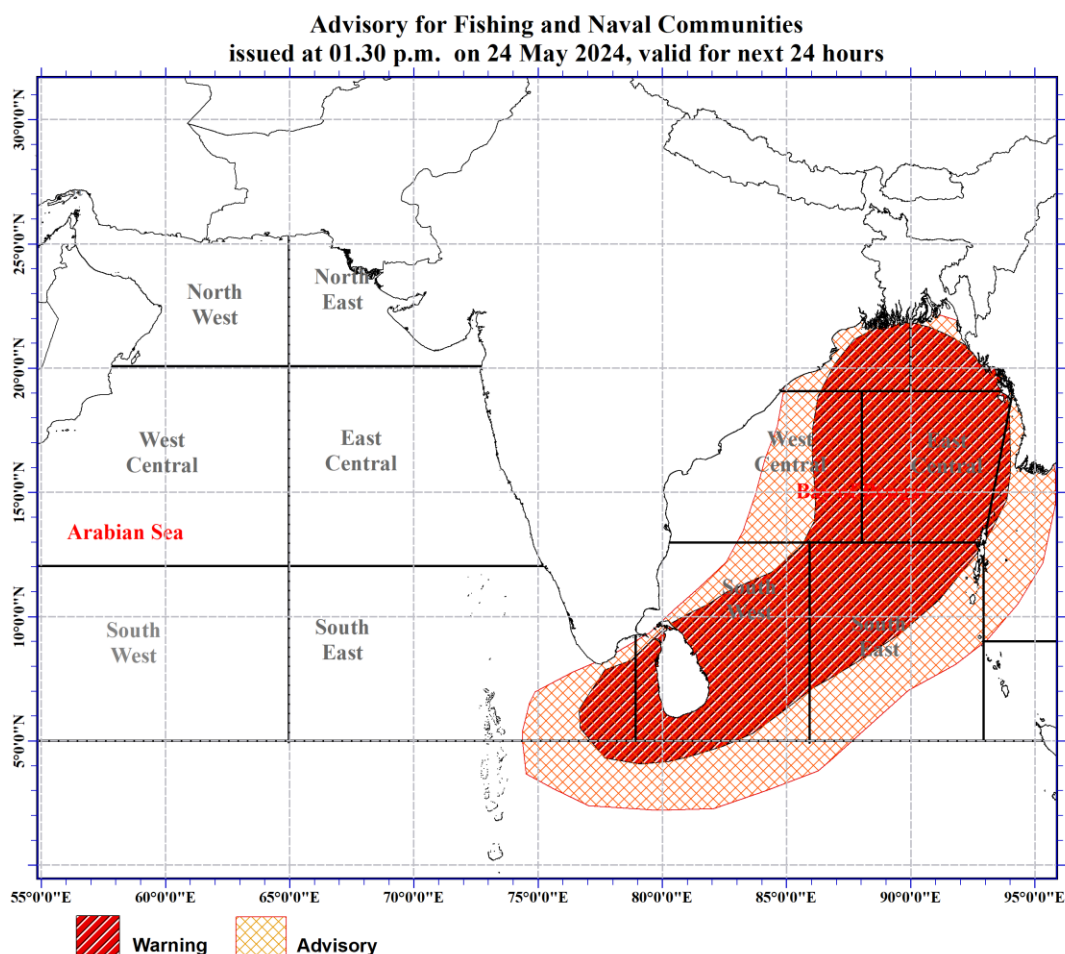 Advisory for Fishing and Naval Communities
issued at 01.30 p.m. on 24 May 2024, valid for next 24 hours
30°0'0"N
25°0'0"N
20°0'0"N
15°0'0"N
10°0'0"N
5°0'0"N
North
West
North
East
West
Central
East
Central
West
Central
East
Central
Arabian Sea
South
West
South
East
South
West
South
East
55°0'0"E
60°0'0"E
65°0'0"E
70°0'0"E
75°0'0"E
80°0'0"E
85°0'0"E
90°0'0"E
95°0'0"E
Warning
Advisory